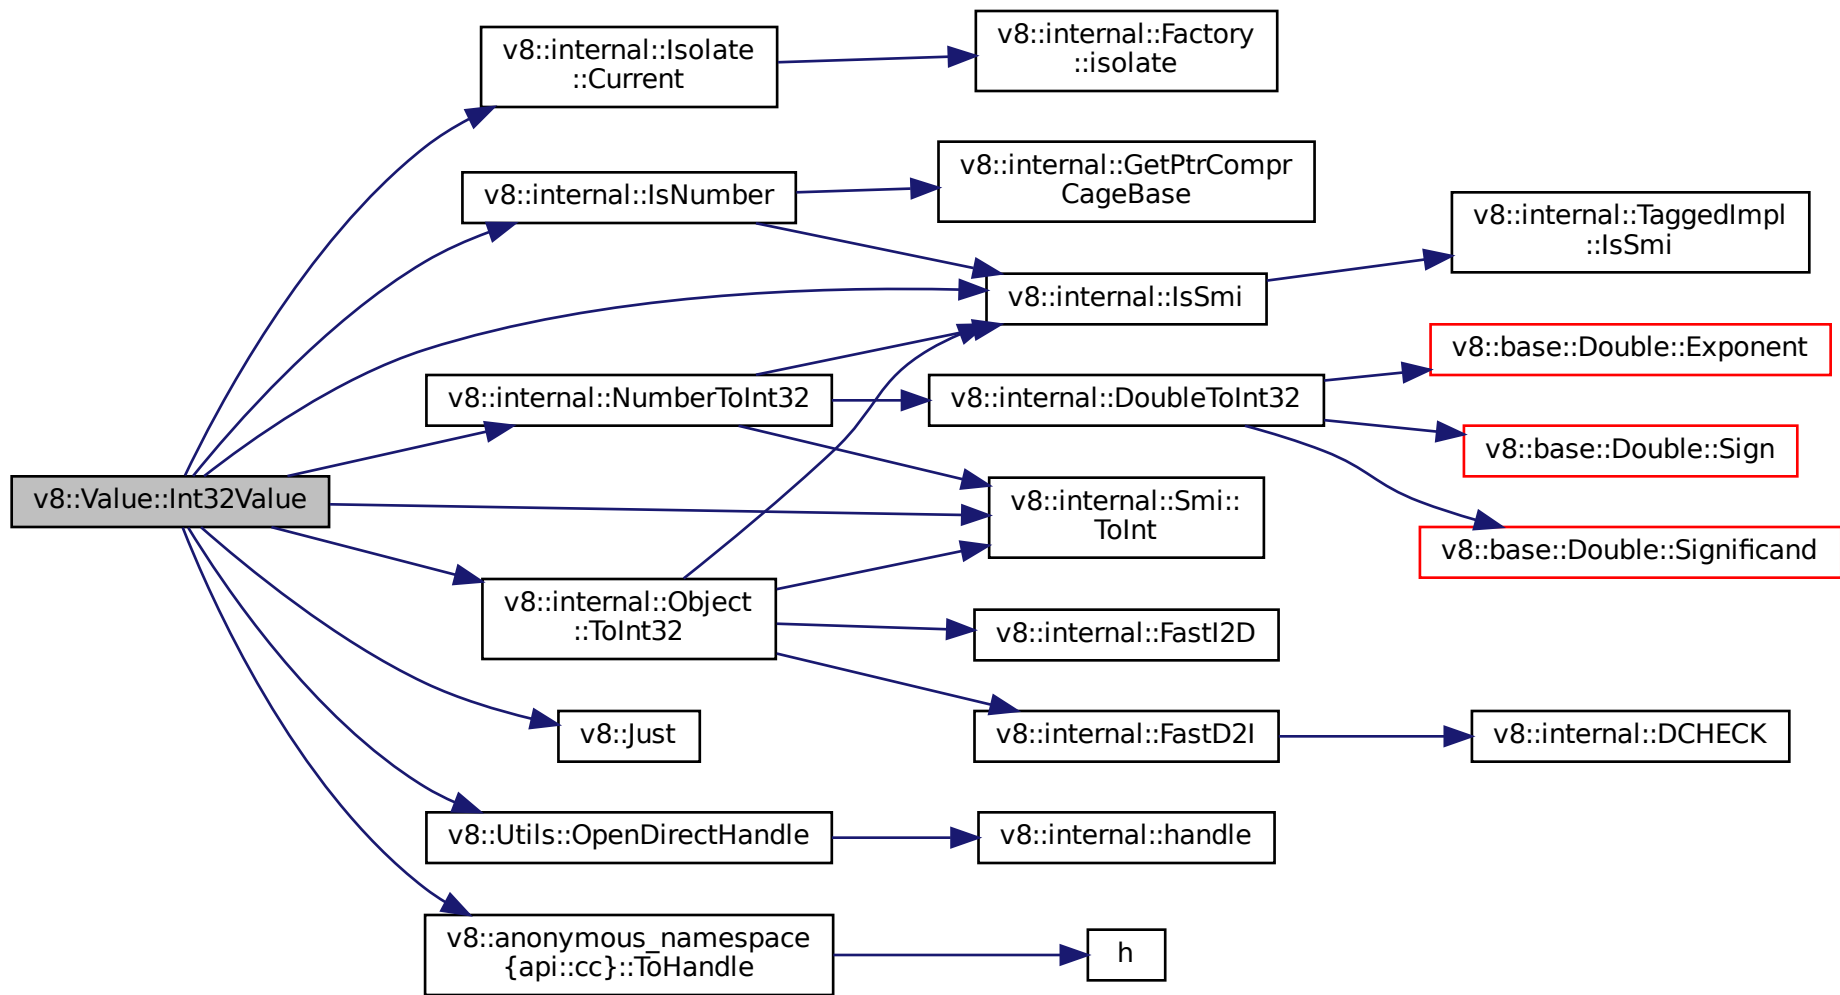 v8::Value::Int32Value
v8::internal::Isolate
::Current
v8::internal::Factory
::isolate
v8::internal::IsNumber
v8::internal::GetPtrCompr
CageBase
v8::internal::IsSmi
v8::internal::TaggedImpl
::IsSmi
v8::internal::NumberToInt32
v8::internal::DoubleToInt32
v8::base::Double::Exponent
v8::base::Double::Sign
v8::base::Double::Significand
v8::internal::Smi::
ToInt
v8::internal::Object
::ToInt32
v8::internal::FastI2D
v8::internal::FastD2I
v8::internal::DCHECK
v8::Just
v8::Utils::OpenDirectHandle
v8::internal::handle
v8::anonymous_namespace
{api::cc}::ToHandle
h